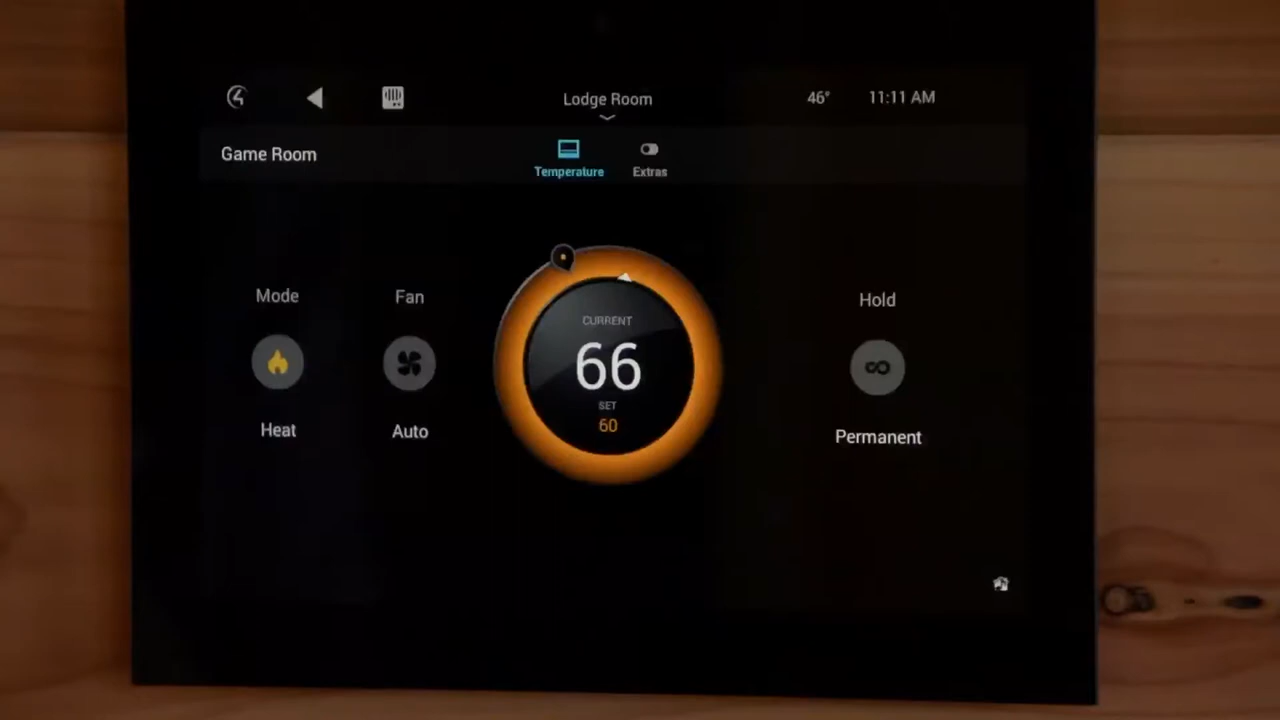 Lodge Room
46°
11:11 AM
Game Room
Temperature
Extras
Mode
Fan
Hold
CURRENT
66
SET
60
Heat
Auto
Permanent